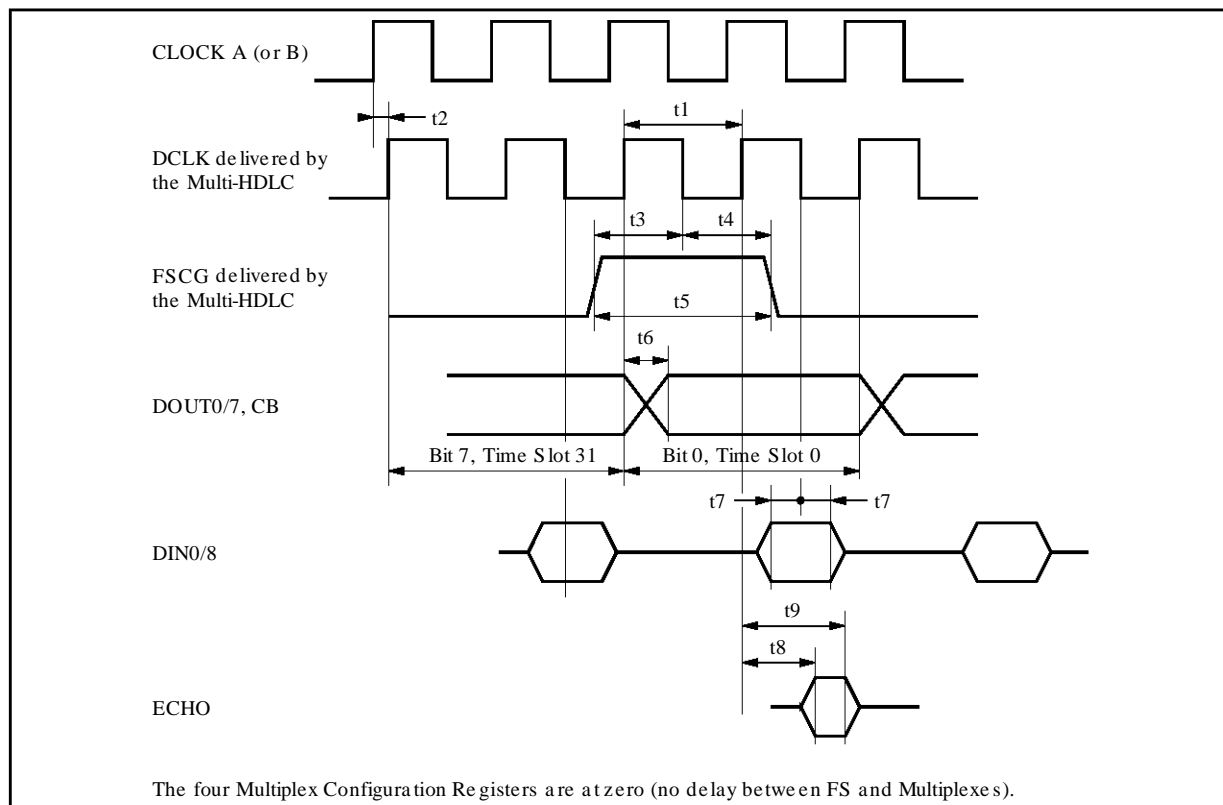 CLOCK A (or B)
t2
t1
DCLK delivered by
the Multi-HDLC
t3
t4
FSCG delivered by
the Multi-HDLC
t5
t6
DOUT0/7, CB
Bit 7, Time Slot 31
Bit 0, Time Slot 0
t7
t7
DIN0/8
t9
t8
ECHO
The four Multiplex Configuration Registers are at zero (no delay between FS and Multiplexes).